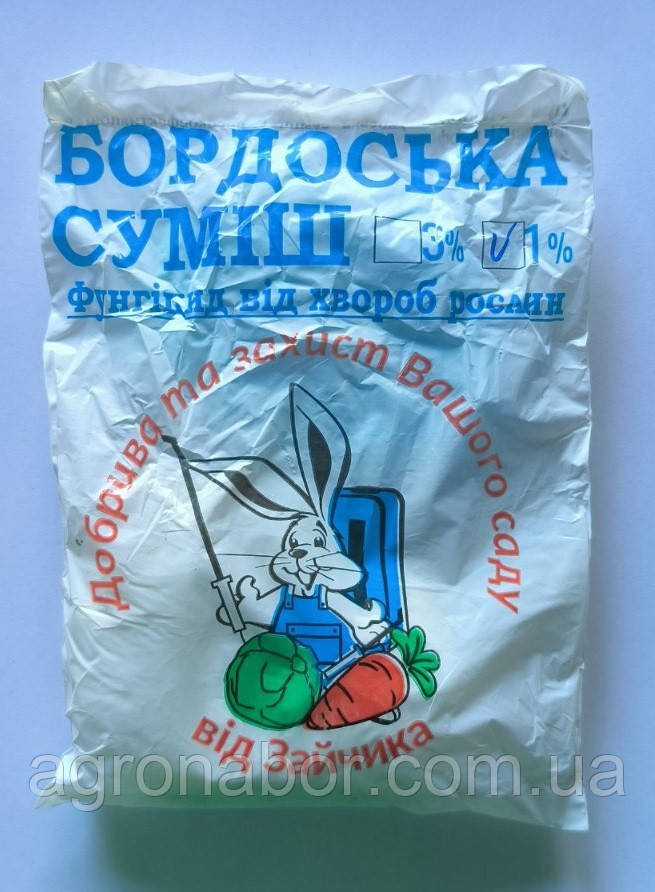 БОРДОСЬКА
СУМІШ 3% 1%
Фунгіцид від хвороб рослин
Добрива та захист Вашого саду
від Зайчика
agronabor.com.ua